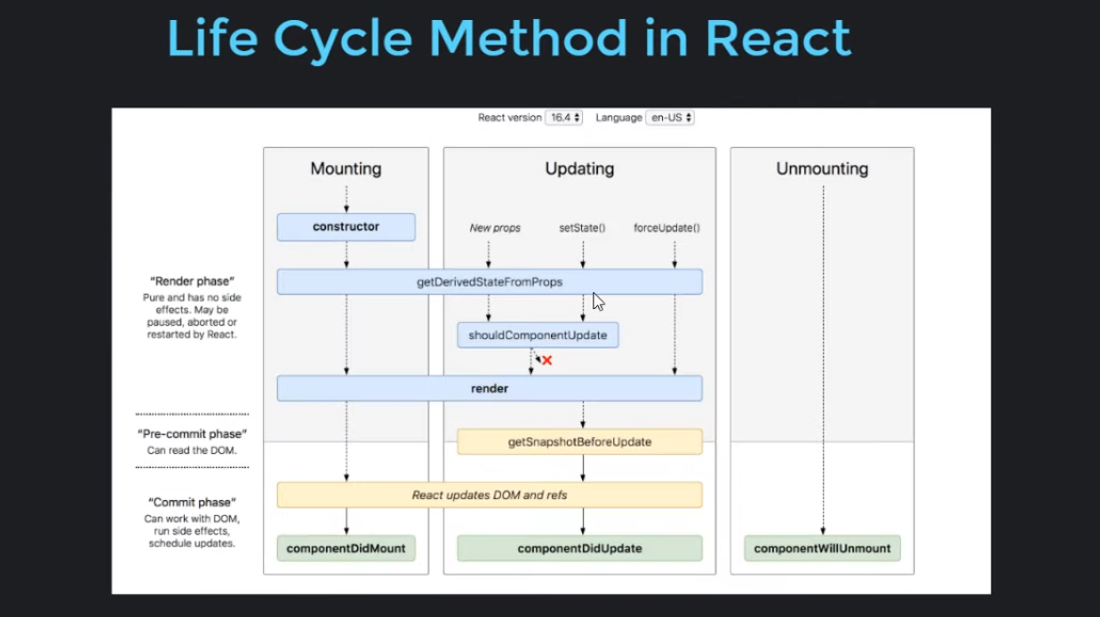 Life Cycle Method in React
React version 16.4 Language en-US
Mounting
Updating
Unmounting
constructor
New props
setState()
forceUpdate()
"Render phase"
Pure and has no side
effects. May be
paused, aborted or
restarted by React.
getDerivedStateFromProps
shouldComponentUpdate
render
"Pre-commit phase"
Can read the DOM.
getSnapshotBeforeUpdate
"Commit phase"
Can work with DOM,
run side effects,
schedule updates.
React updates DOM and refs
componentDidMount
componentDidUpdate
componentWillUnmount